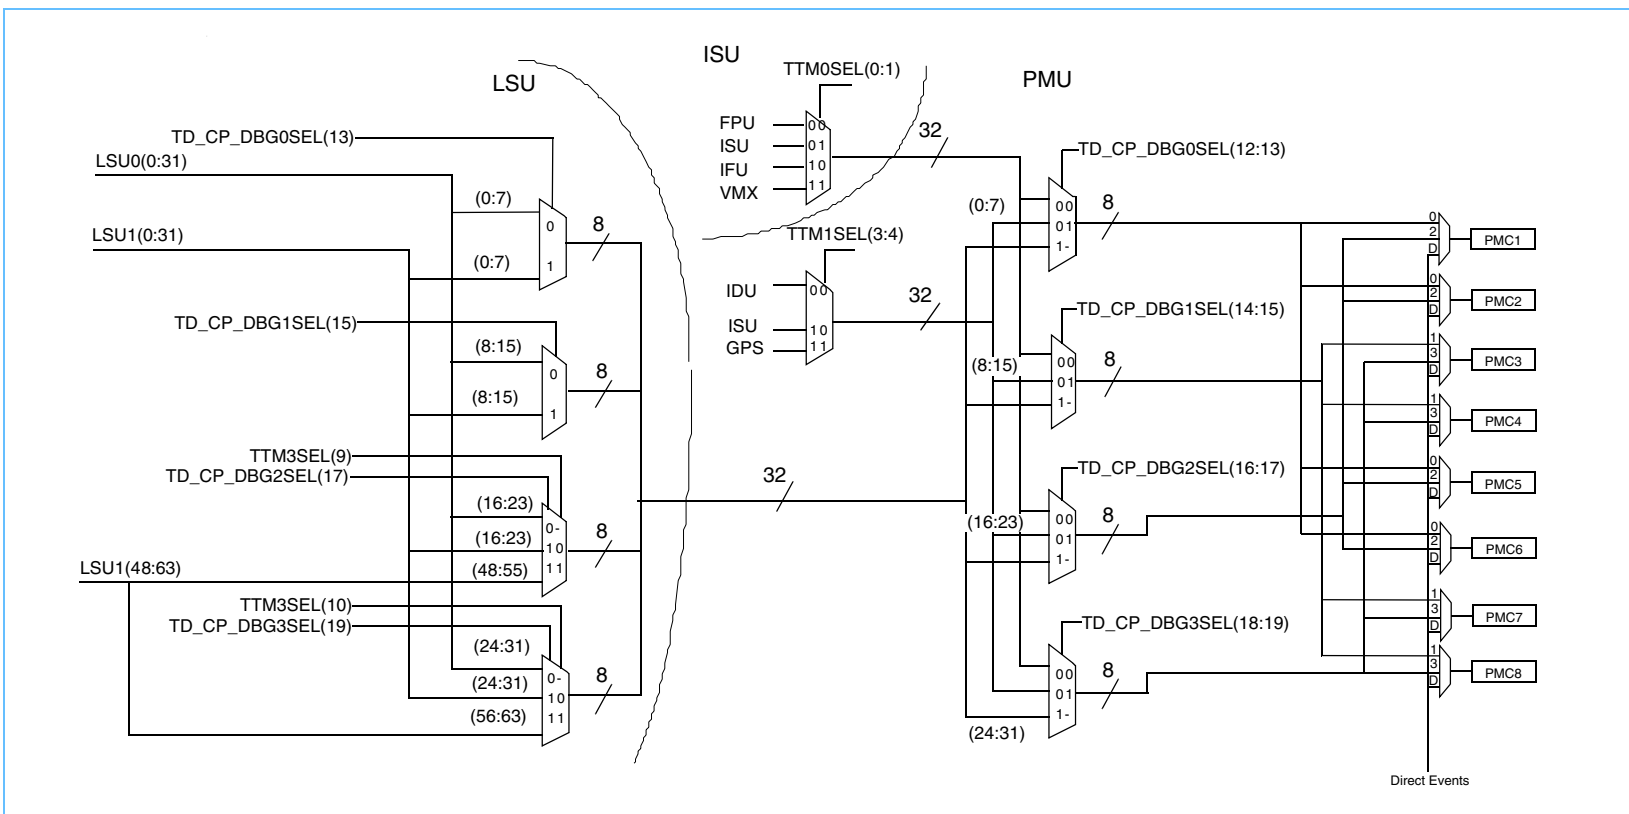 ISU
LSU
PMU
TTM0SEL(0:1)
FPU
ISU
IFU
VMX
00
01
10
11
32
TD_CP_DBG0SEL(13)
LSU0(0:31)
LSU1(0:31)
(0:7)
(0:7)
0
1
8
TTM1SEL(3:4)
IDU
ISU
GPS
00
10
11
32
TD_CP_DBG1SEL(15)
(8:15)
(8:15)
0
1
8
TTM3SEL(9)
TD_CP_DBG2SEL(17)
(16:23)
(16:23)
(48:55)
0-
10
11
8
LSU1(48:63)
TTM3SEL(10)
TD_CP_DBG3SEL(19)
(24:31)
(24:31)
(56:63)
0-
10
11
8
32
TD_CP_DBG0SEL(12:13)
(0:7)
00
01
1-
8
TD_CP_DBG1SEL(14:15)
(8:15)
00
01
1-
8
TD_CP_DBG2SEL(16:17)
(16:23)
00
01
1-
8
TD_CP_DBG3SEL(18:19)
(24:31)
00
01
1-
8
0
2
D
PMC1
0
2
D
PMC2
1
3
D
PMC3
1
3
D
PMC4
0
2
D
PMC5
0
2
D
PMC6
1
3
D
PMC7
1
3
D
PMC8
Direct Events